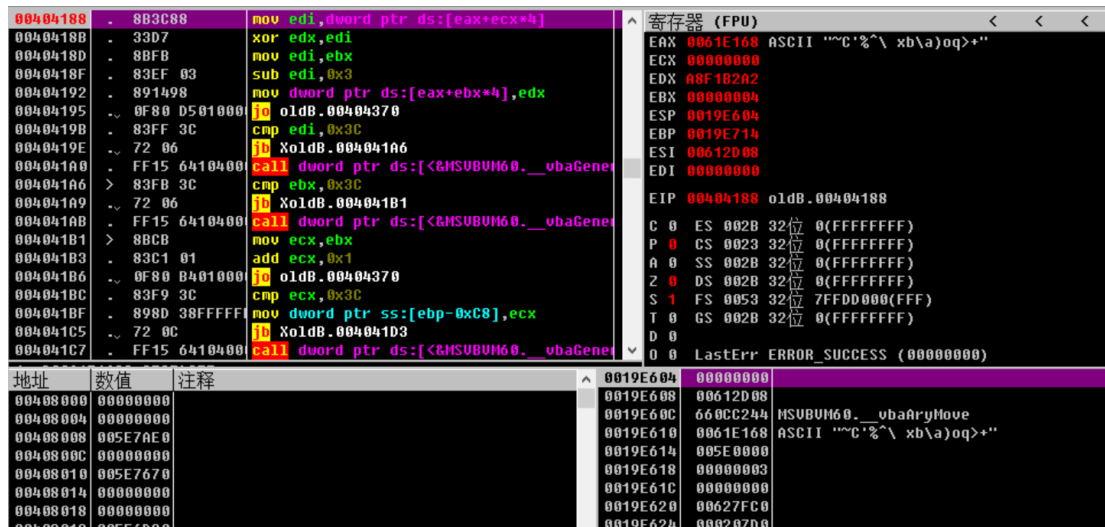 00404188 . 8B3C88 mov edi,dword ptr ds:[eax+ecx*4]
0040418B . 33D7 xor edx,edi
0040418D . 8BFB mov edi,ebx
0040418F . 83EF 03 sub edi,0x3
00404192 . 891498 mov dword ptr ds:[eax+ebx*4],edx
00404195 .. 0F80 D5010000 jo oldB.00404370
0040419B . 83FF 3C cmp edi,0x3C
0040419E .. 72 06 jb XoldB.004041A6
004041A0 . FF15 64104000 call dword ptr ds:[<&MSVBVM60.__vbaGener
004041A6 > 83FB 3C cmp ebx,0x3C
004041A9 .. 72 06 jb XoldB.004041B1
004041AB . FF15 64104000 call dword ptr ds:[<&MSVBVM60.__vbaGener
004041B1 > 8BCB mov ecx,ebx
004041B3 . 83C1 01 add ecx,0x1
004041B6 .. 0F80 B4010000 jo oldB.00404370
004041BC . 83F9 3C cmp ecx,0x3C
004041BF . 898D 38FFFFFF mov dword ptr ss:[ebp-0xC8],ecx
004041C5 .. 72 0C jb XoldB.004041D3
004041C7 . FF15 64104000 call dword ptr ds:[<&MSVBVM60.__vbaGener
寄存器 (FPU) < < <
EAX 0061E168 ASCII "~C'%^\ xb\a)oq>+"
ECX 00000000
EDX A8F1B2A2
EBX 00000004
ESP 0019E604
EBP 0019E714
ESI 00612D08
EDI 00000000
EIP 00404188 oldB.00404188
C 0 ES 002B 32位 0(FFFFFFFF)
P 0 CS 0023 32位 0(FFFFFFFF)
A 0 SS 002B 32位 0(FFFFFFFF)
Z 0 DS 002B 32位 0(FFFFFFFF)
S 1 FS 0053 32位 7FFDD000(FFF)
T 0 GS 002B 32位 0(FFFFFFFF)
D 0
O 0 LastErr ERROR_SUCCESS (00000000)
地址 数值 注释
00408000 00000000
00408004 00000000
00408008 005E7AE0
0040800C 00000000
00408010 005E7670
00408014 00000000
00408018 00000000
0019E604 00000000
0019E608 00612D08
0019E60C 660CC244 MSVBVM60.__vbaAryMove
0019E610 0061E168 ASCII "~C'%^\ xb\a)oq>+"
0019E614 005E0000
0019E618 00000003
0019E61C 00000000
0019E620 00627FC0
0019E624 000207D0